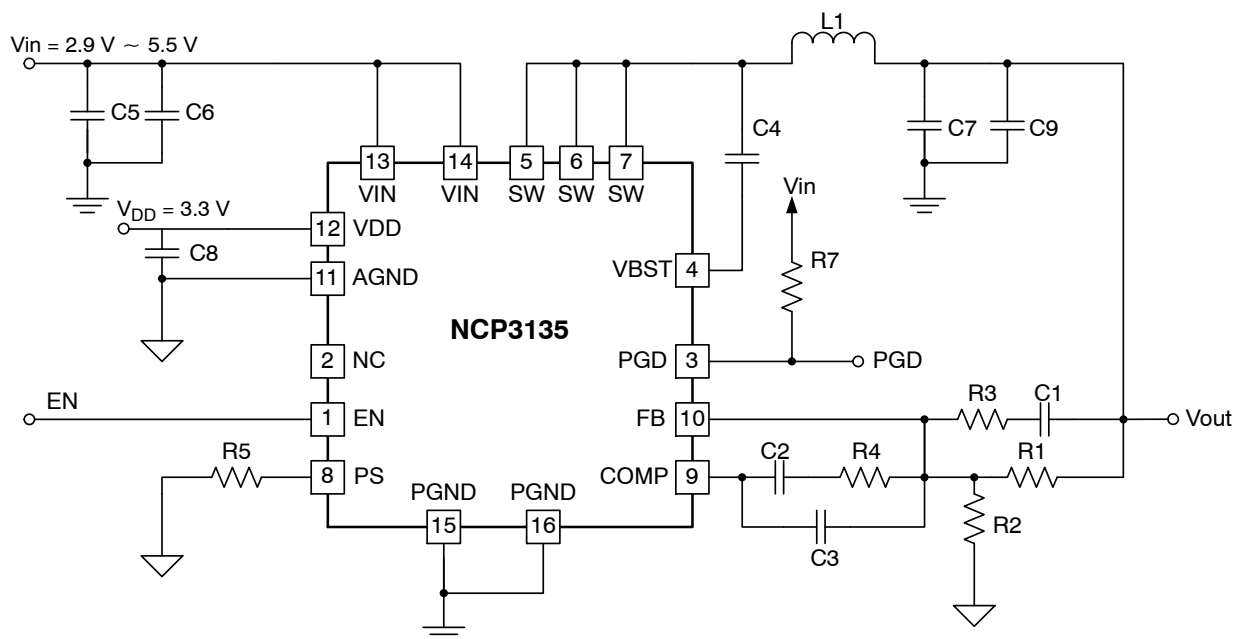 L1
Vin = 2.9 V ~ 5.5 V
C5
C6
C7
C9
C4
13
14
5
6
7
VIN
VIN
SW
SW
SW
Vin
VDD = 3.3 V
12
VDD
C8
11
AGND
VBST
4
R7
NCP3135
2
NC
PGD
3
PGD
EN
1
EN
FB
10
R3
C1
Vout
R5
8
PS
COMP
9
C2
R4
R1
PGND
PGND
15
16
R2
C3